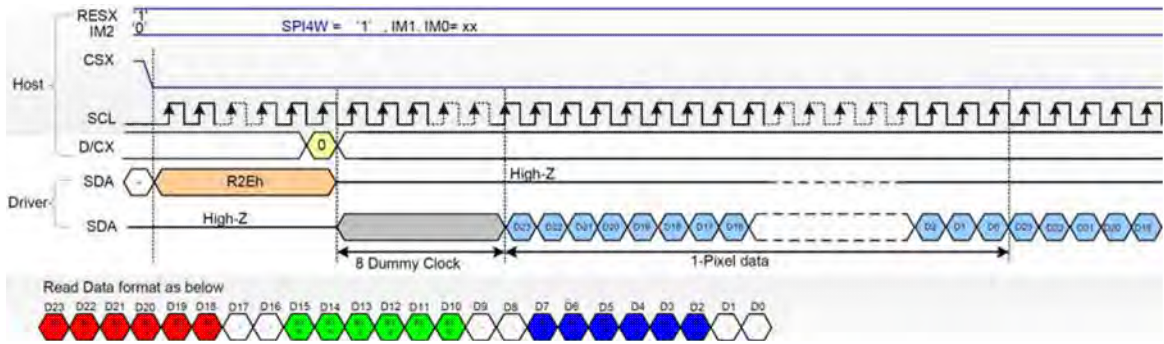 RESX '1'
IM2 '0' SPI4W = '1' , IM1, IM0= xx
CSX
Host
SCL
D/CX 0
SDA - R2Eh High-Z
Driver
SDA High-Z D23 D22 D21 D20 D19 D18 D17 D16 D2 D1 D0 D23 D22 D21 D20 D19
8 Dummy Clock 1-Pixel data
Read Data format as below
D23 D22 D21 D20 D19 D18 D17 D16 D15 D14 D13 D12 D11 D10 D9 D8 D7 D6 D5 D4 D3 D2 D1 D0